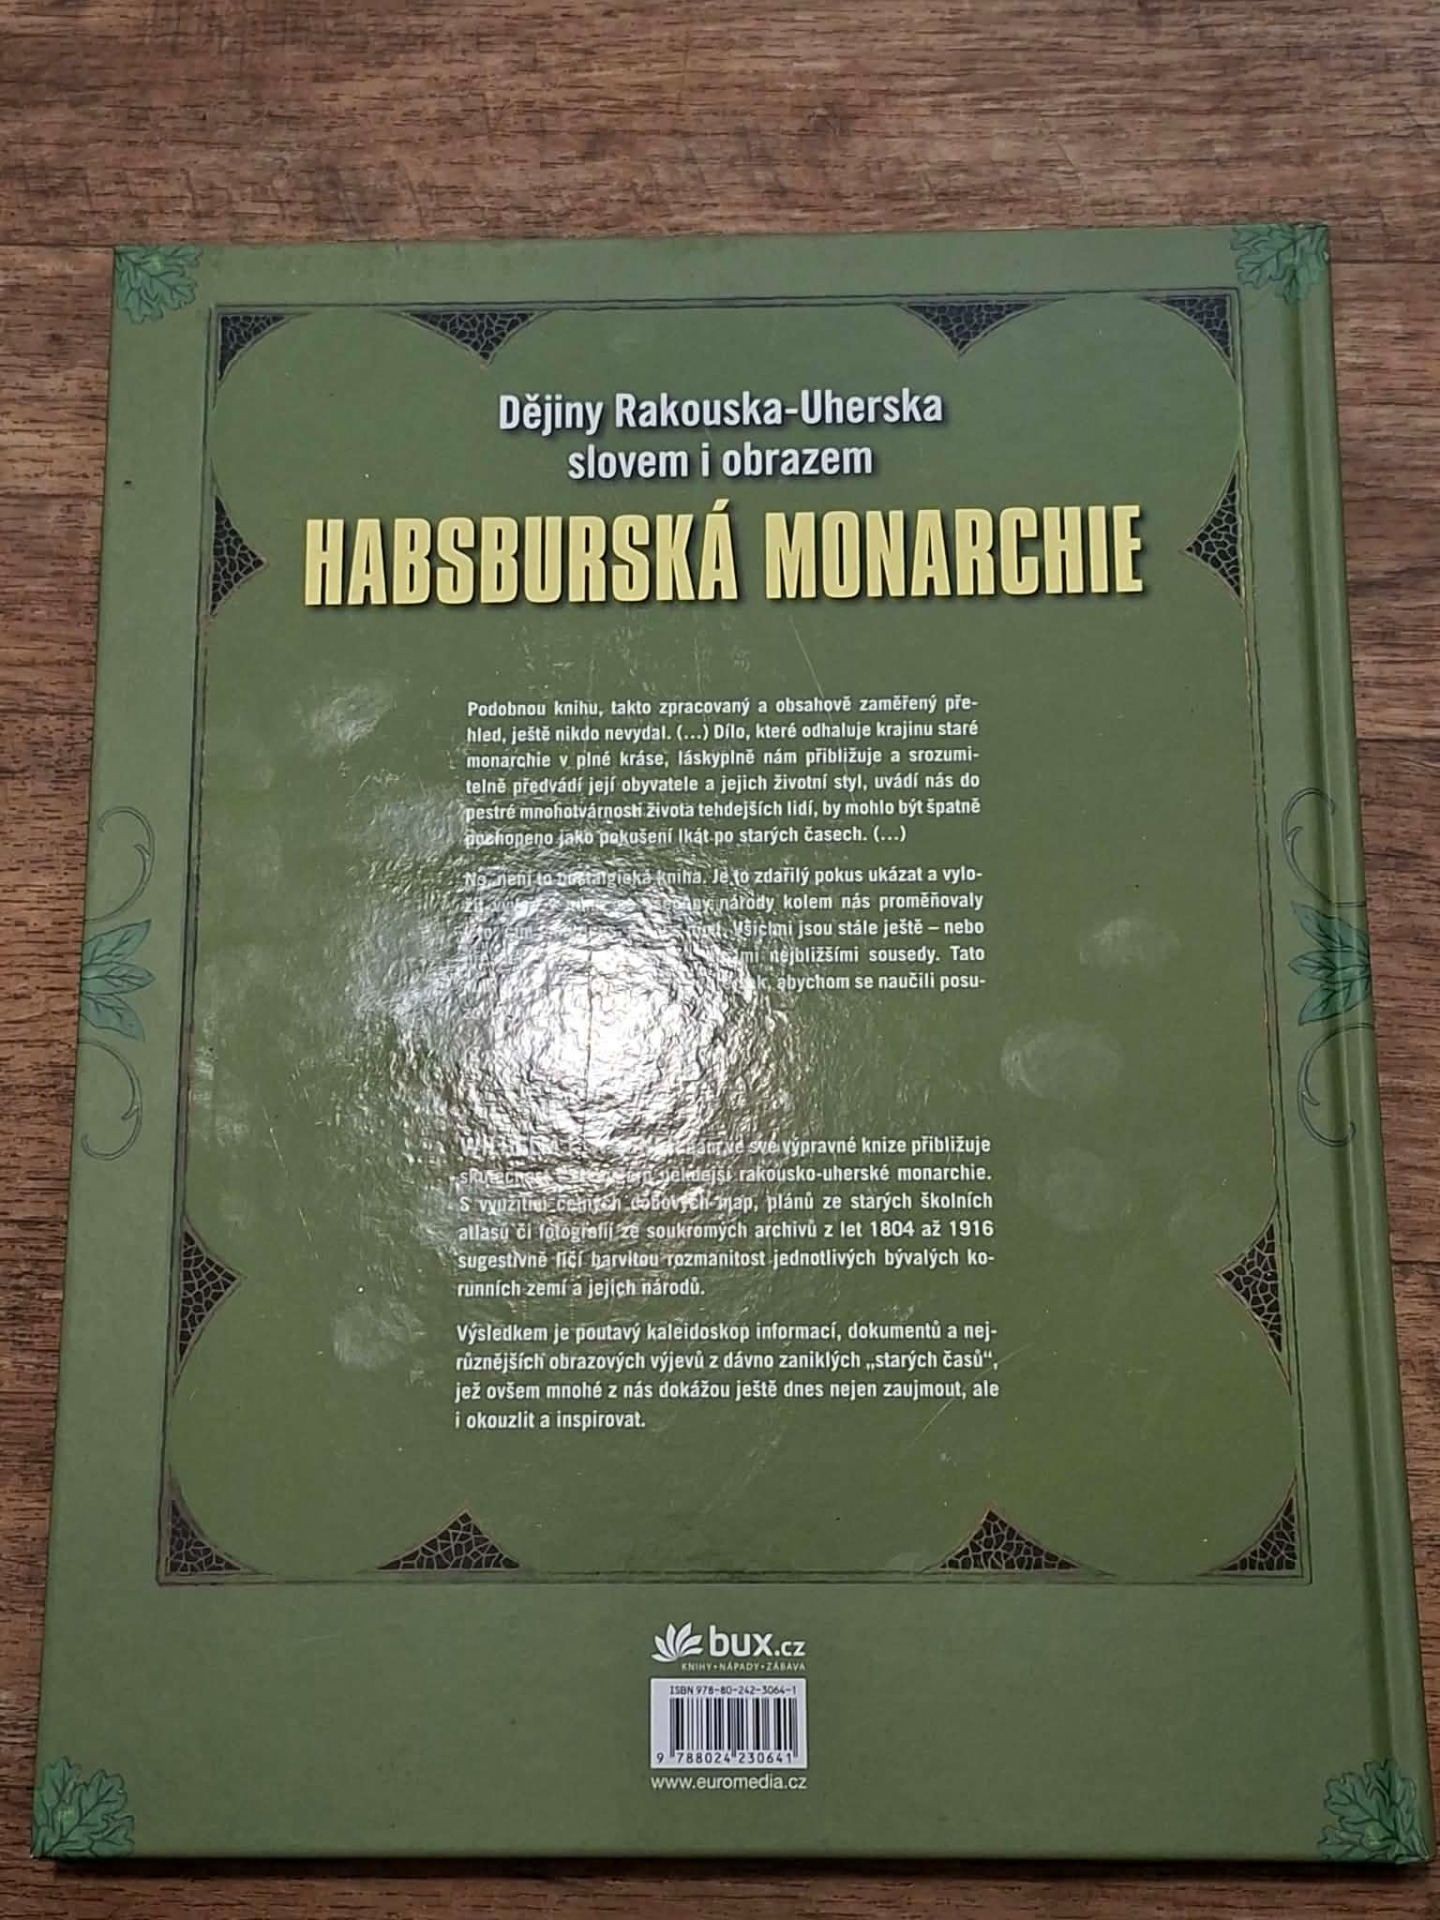 Dějiny Rakouska-Uherska
slovem i obrazem
HABSBURSKÁ MONARCHIE
Podobnou knihu, takto zpracovaný a obsahově zaměřený pře-
hled, ještě nikdo nevydal. (...) Dílo, které odhaluje krajinu staré
monarchie v plné kráse, láskyplně nám přibližuje a srozumi-
telně předvádí její obyvatele a jejich životní styl, uvádí nás do
pestré mnohotvárnosti života tehdejších lidí, by mohlo být špatně
pochopeno jako pokušení lkát po starých časech. (...)
Ne, není to nostalgická kniha. Je to zdařilý pokus ukázat a vylo-
národy kolem nás proměňovaly
Všichni jsou stále ještě – nebo
nejbližšími sousedy. Tato
abychom se naučili posu-
ve své výpravné knize přibližuje
někdejší rakousko-uherské monarchie.
S využitím cenných dobových map, plánů ze starých školních
atlasů či fotografií ze soukromých archivů z let 1804 až 1916
sugestivně líčí barvitou rozmanitost jednotlivých bývalých ko-
runních zemí a jejich národů.
Výsledkem je poutavý kaleidoskop informací, dokumentů a nej-
různějších obrazových výjevů z dávno zaniklých „starých časů“,
jež ovšem mnohé z nás dokážou ještě dnes nejen zaujmout, ale
i okouzlit a inspirovat.
bux.cz
KNIHY•NÁPADY•ZÁBAVA
ISBN 978-80-242-3064-1
9 788024 230641
www.euromedia.cz